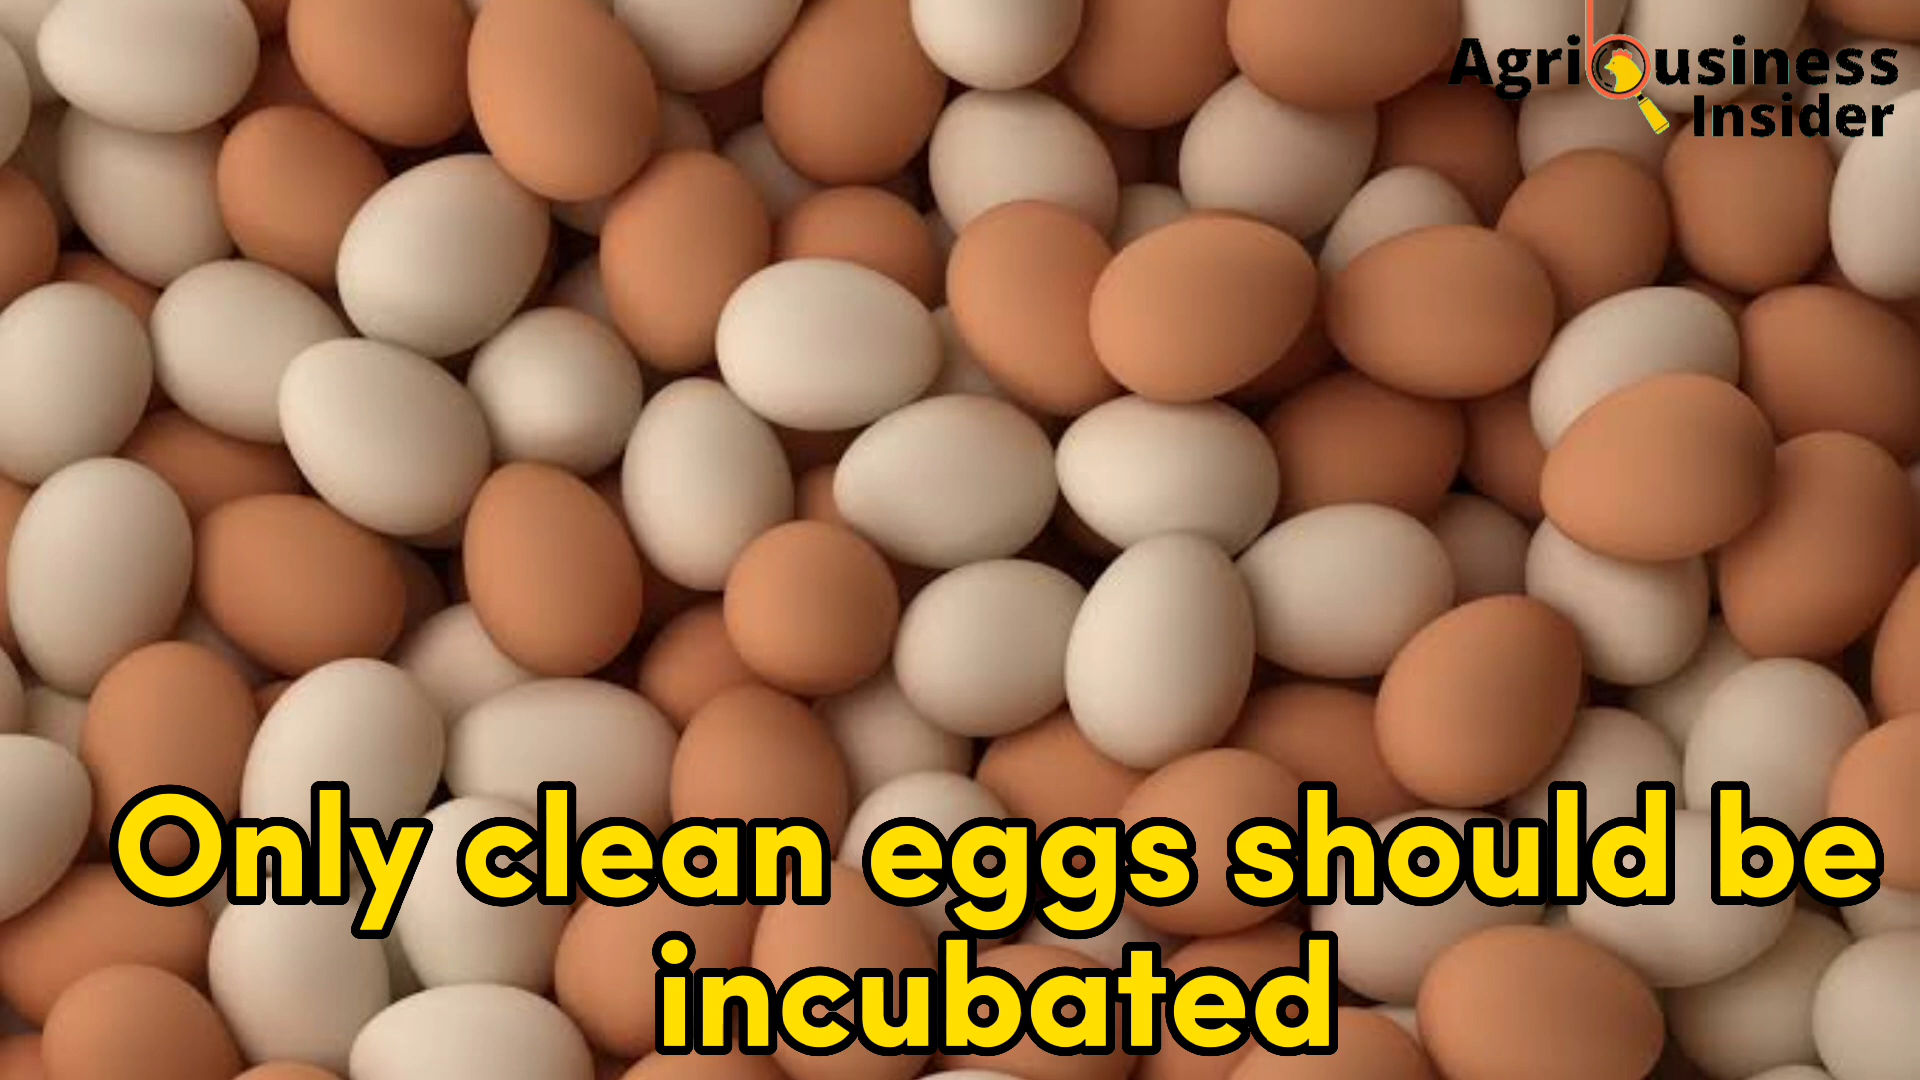 Agribusiness
Insider
Only clean eggs should be
incubated